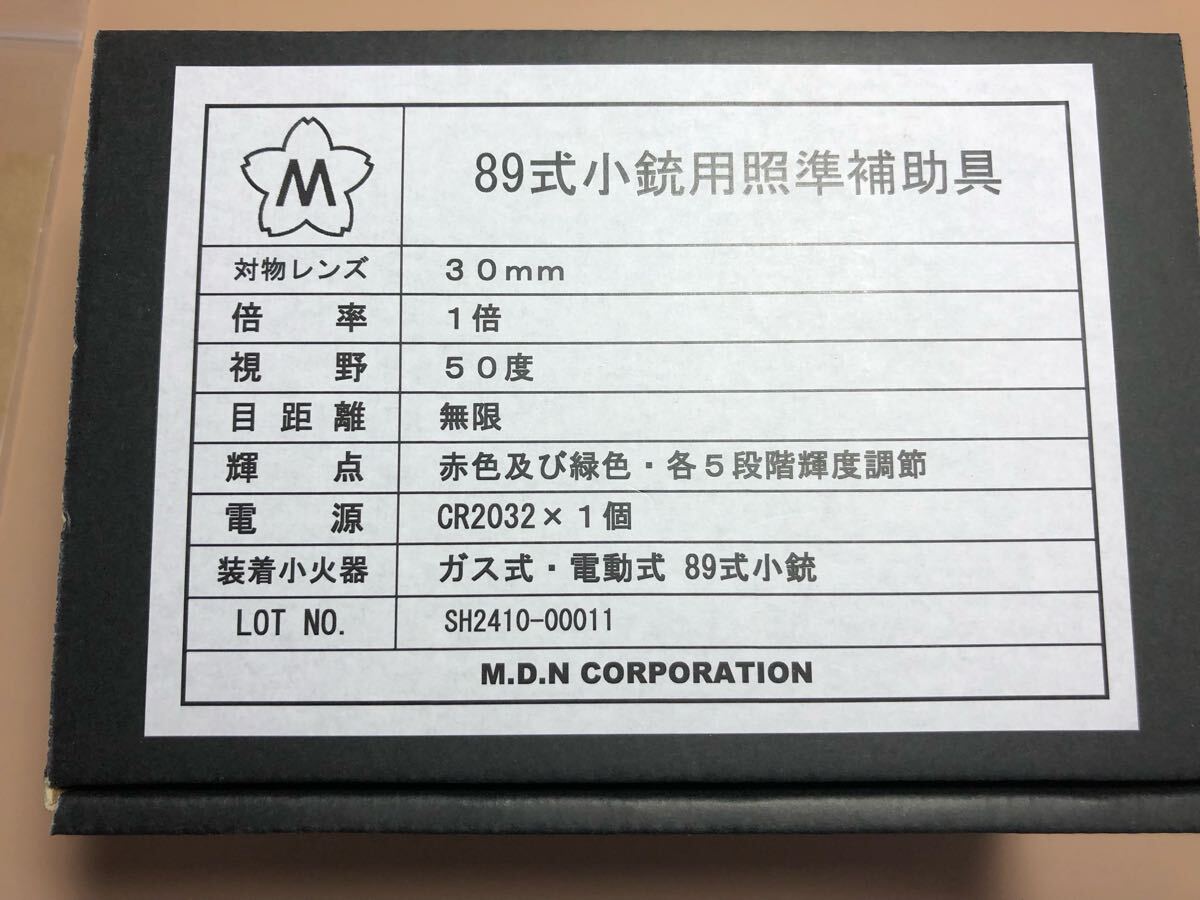 M
89式小銃用照準補助具
対物レンズ ３０mm
倍 率 １倍
視 野 ５０度
目 距 離 無限
輝 点 赤色及び緑色・各５段階輝度調節
電 源 CR2032×１個
装着小火器 ガス式・電動式 89式小銃
LOT NO. SH2410-00011
M.D.N CORPORATION